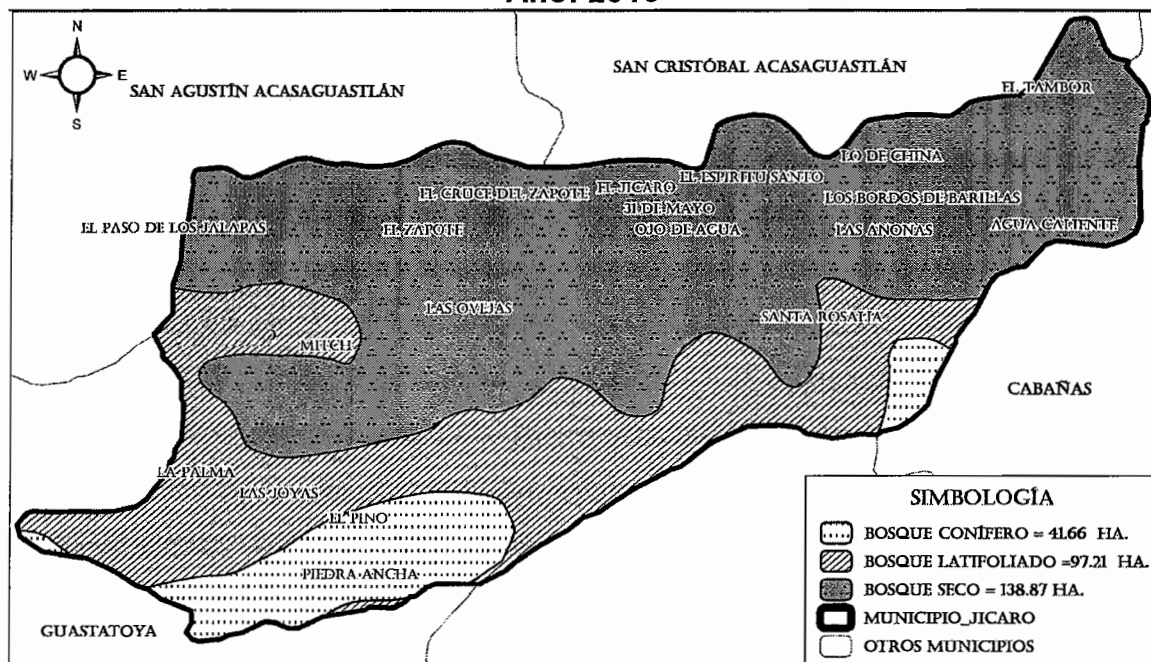 N
W E
S
SAN AGUSTÍN ACASAGUASTLÁN
SAN CRISTÓBAL ACASAGUASTLÁN
EL TAMBOR
LO DE CHINA
EL ESPIRITU SANTO
EL JICARO
EL CRUCE DEL ZAPOTE
LOS BORDOS DE BARILLAS
31 DE MAYO
EL PASO DE LOS JALAPAS
EL ZAPOTE
OJO DE AGUA
LAS ANONAS
AGUA CALIENTE
LAS OVEJAS
SANTA ROSALIA
MITCH
CABAÑAS
LA PALMA
LAS JOYAS
EL PINO
PIEDRA ANCHA
GUASTATOYA
SIMBOLOGÍA
BOSQUE CONÍFERO = 41.66 HA.
BOSQUE LATIFOLIADO =97.21 HA.
BOSQUE SECO = 138.87 HA.
MUNICIPIO_JICARO
OTROS MUNICIPIOS